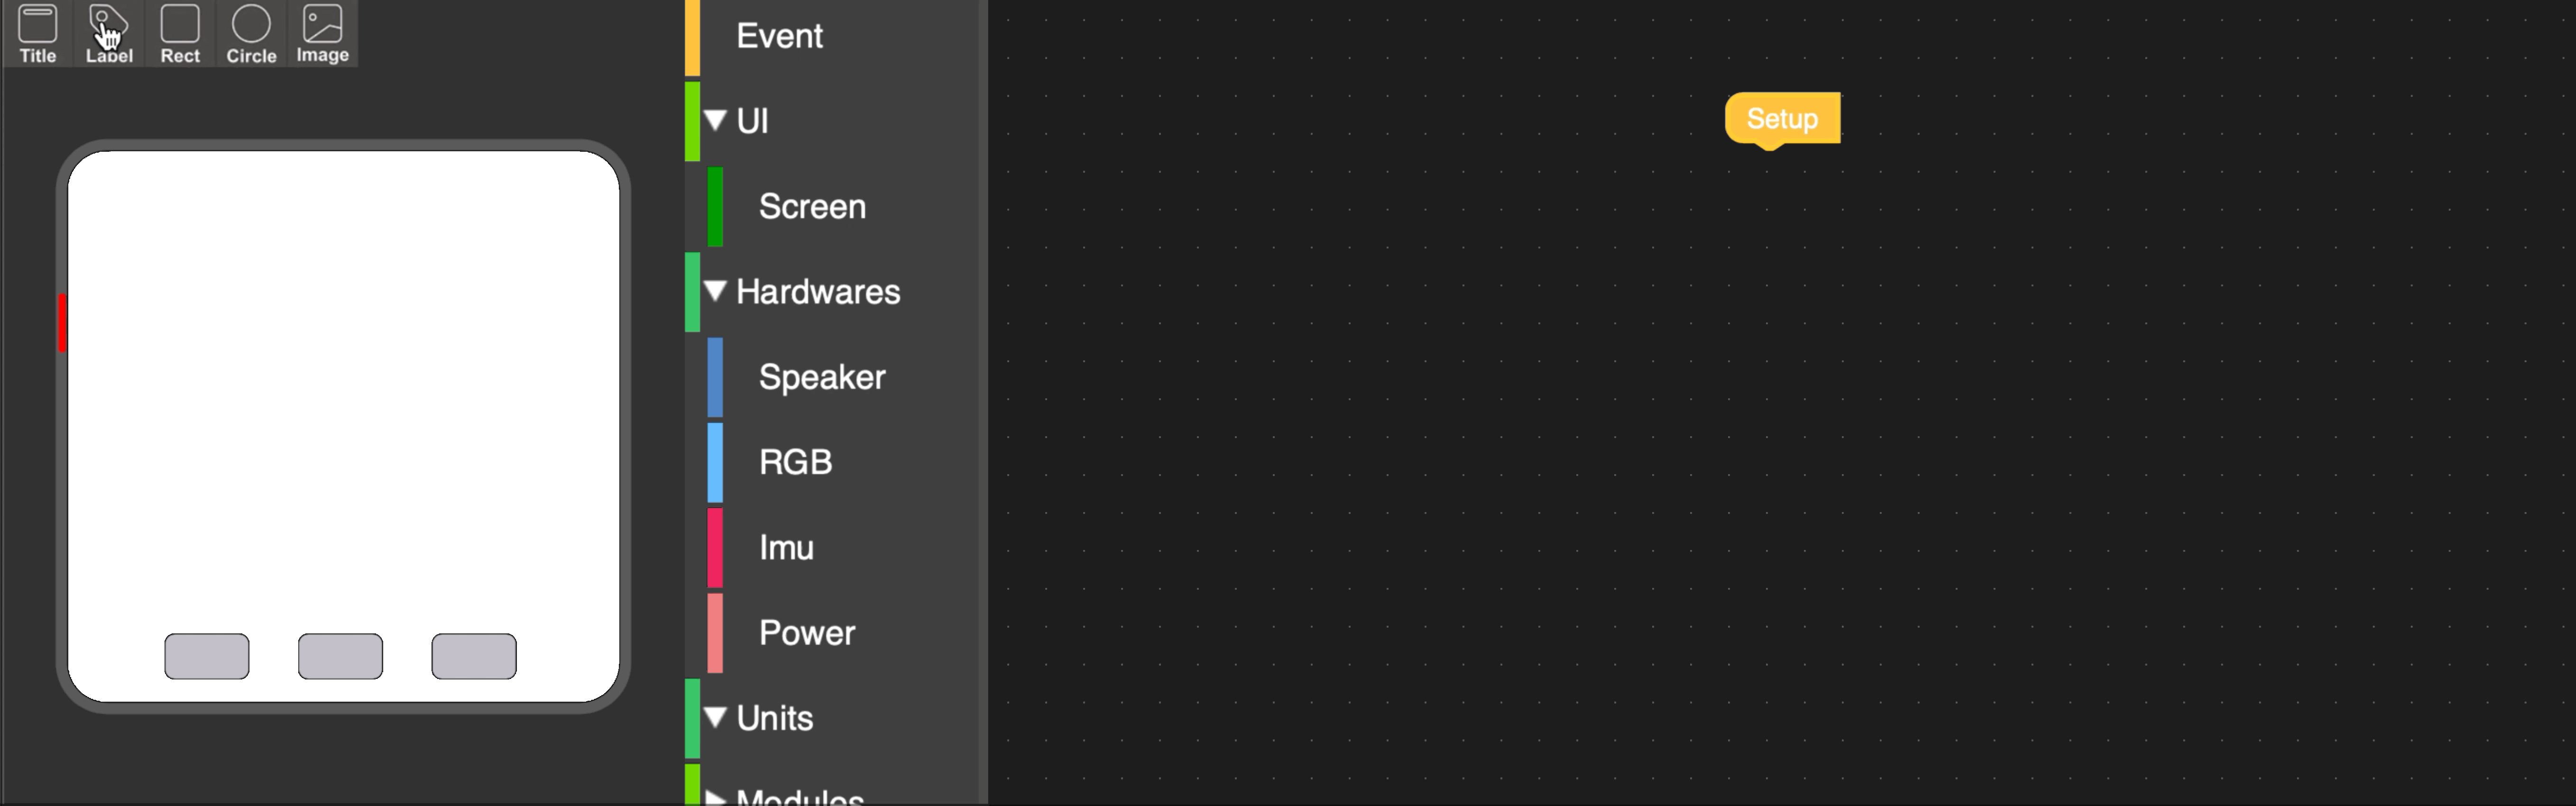 Title Label Rect Circle Image
Event
UI
Screen
Hardwares
Speaker
RGB
Imu
Power
Units
Modules
Setup